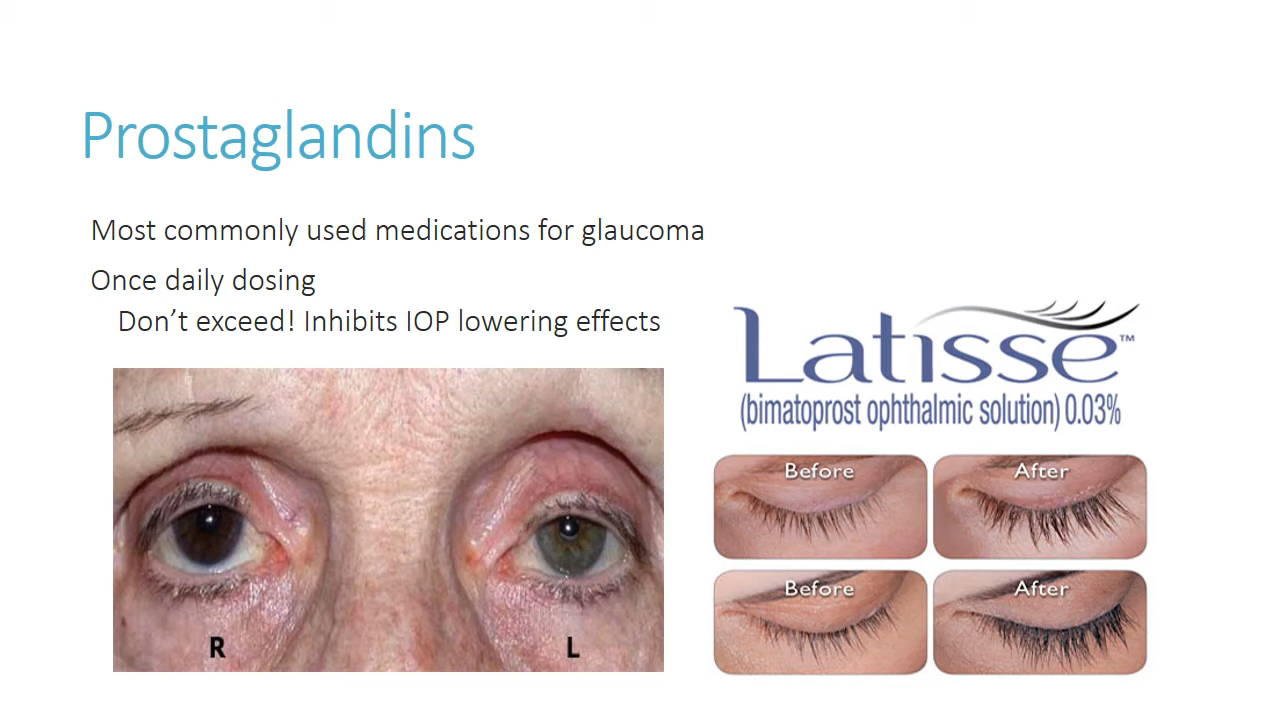 Prostaglandins
Most commonly used medications for glaucoma
Once daily dosing
Don’t exceed! Inhibits IOP lowering effects
Latisse™
(bimatoprost ophthalmic solution) 0.03%
Before
After
Before
After
R
L